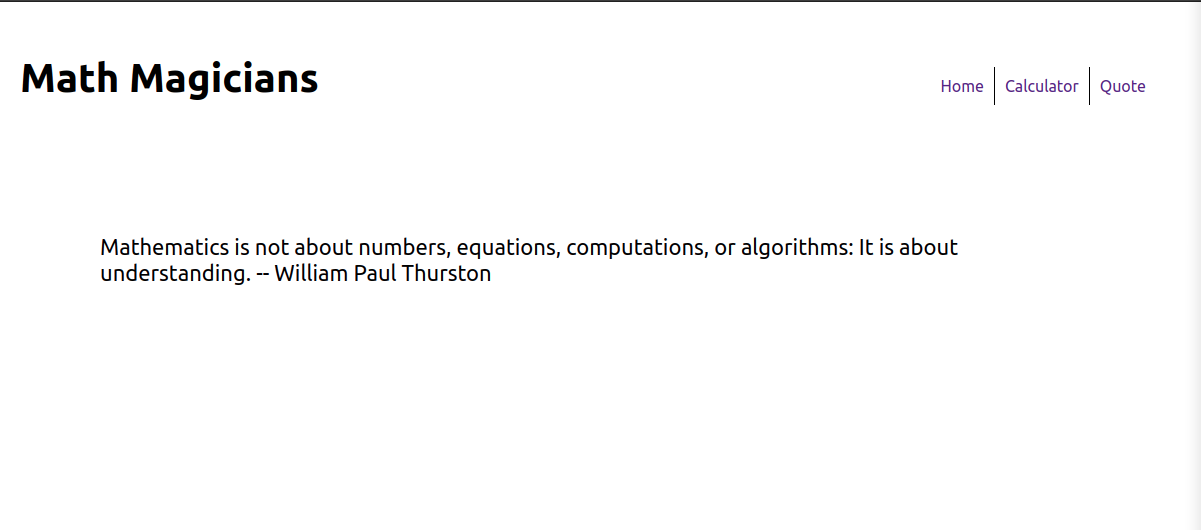 Math Magicians
Home
Calculator
Quote
Mathematics is not about numbers, equations, computations, or algorithms: It is about
understanding. -- William Paul Thurston